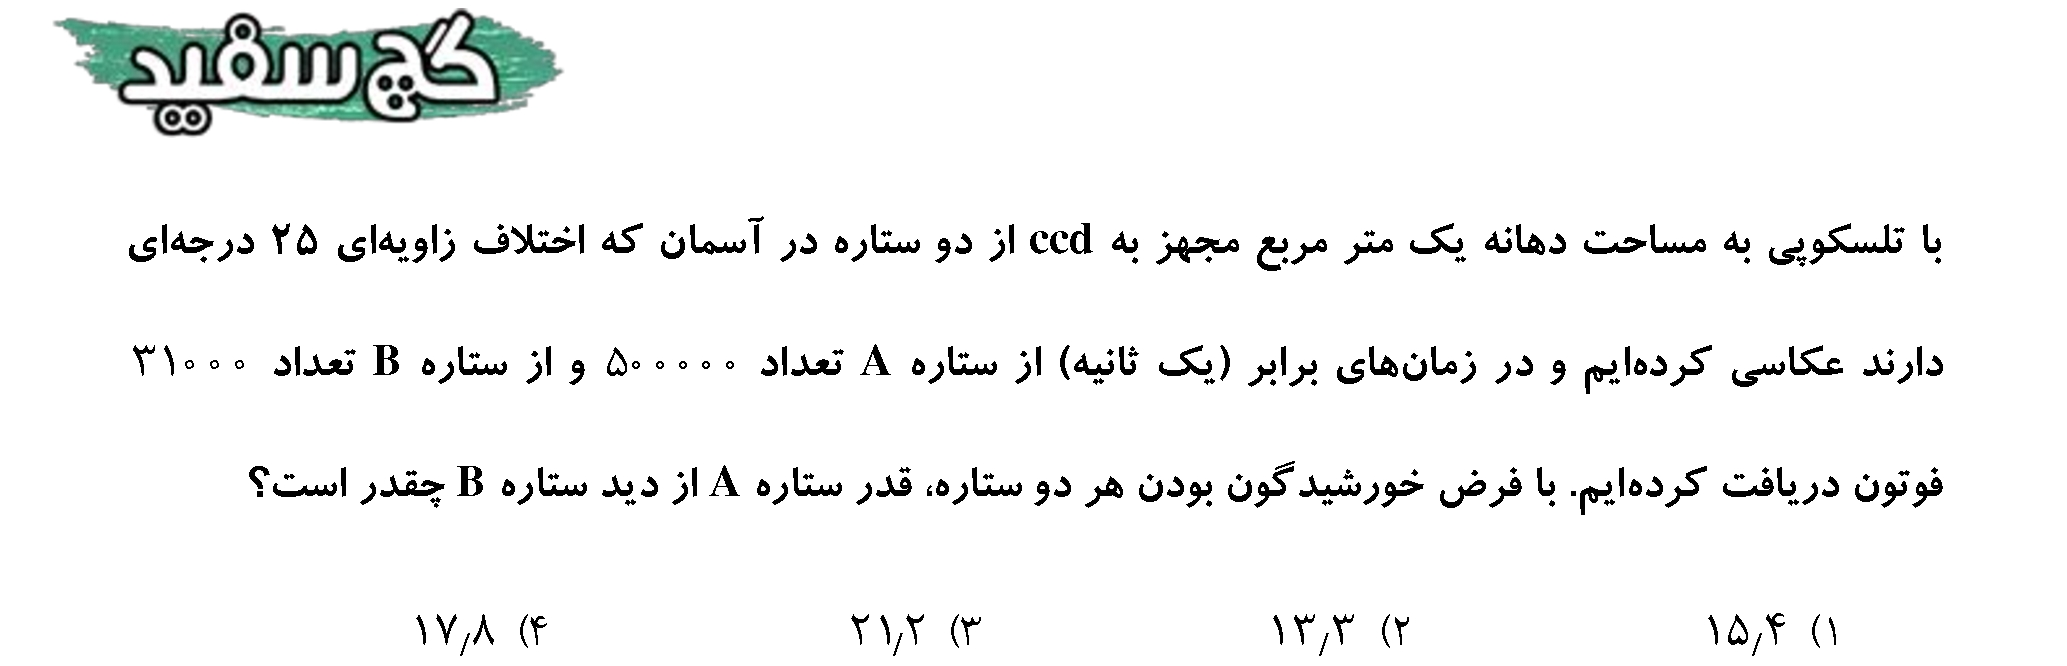 گچ سفید
با تلسکوپی به مساحت دهانه یک متر مربع مجهز به ccd از دو ستاره در آسمان که اختلاف زاویه‌ای ۲۵ درجه‌ای
دارند عکاسی کرده‌ایم و در زمان‌های برابر (یک ثانیه) از ستاره A تعداد ۵۰۰۰۰۰ و از ستاره B تعداد ۳۱۰۰۰
فوتون دریافت کرده‌ایم. با فرض خورشیدگون بودن هر دو ستاره، قدر ستاره A از دید ستاره B چقدر است؟
۱) ۱۵٫۴ ۲) ۱۳٫۳ ۳) ۲۱٫۲ ۴) ۱۷٫۸